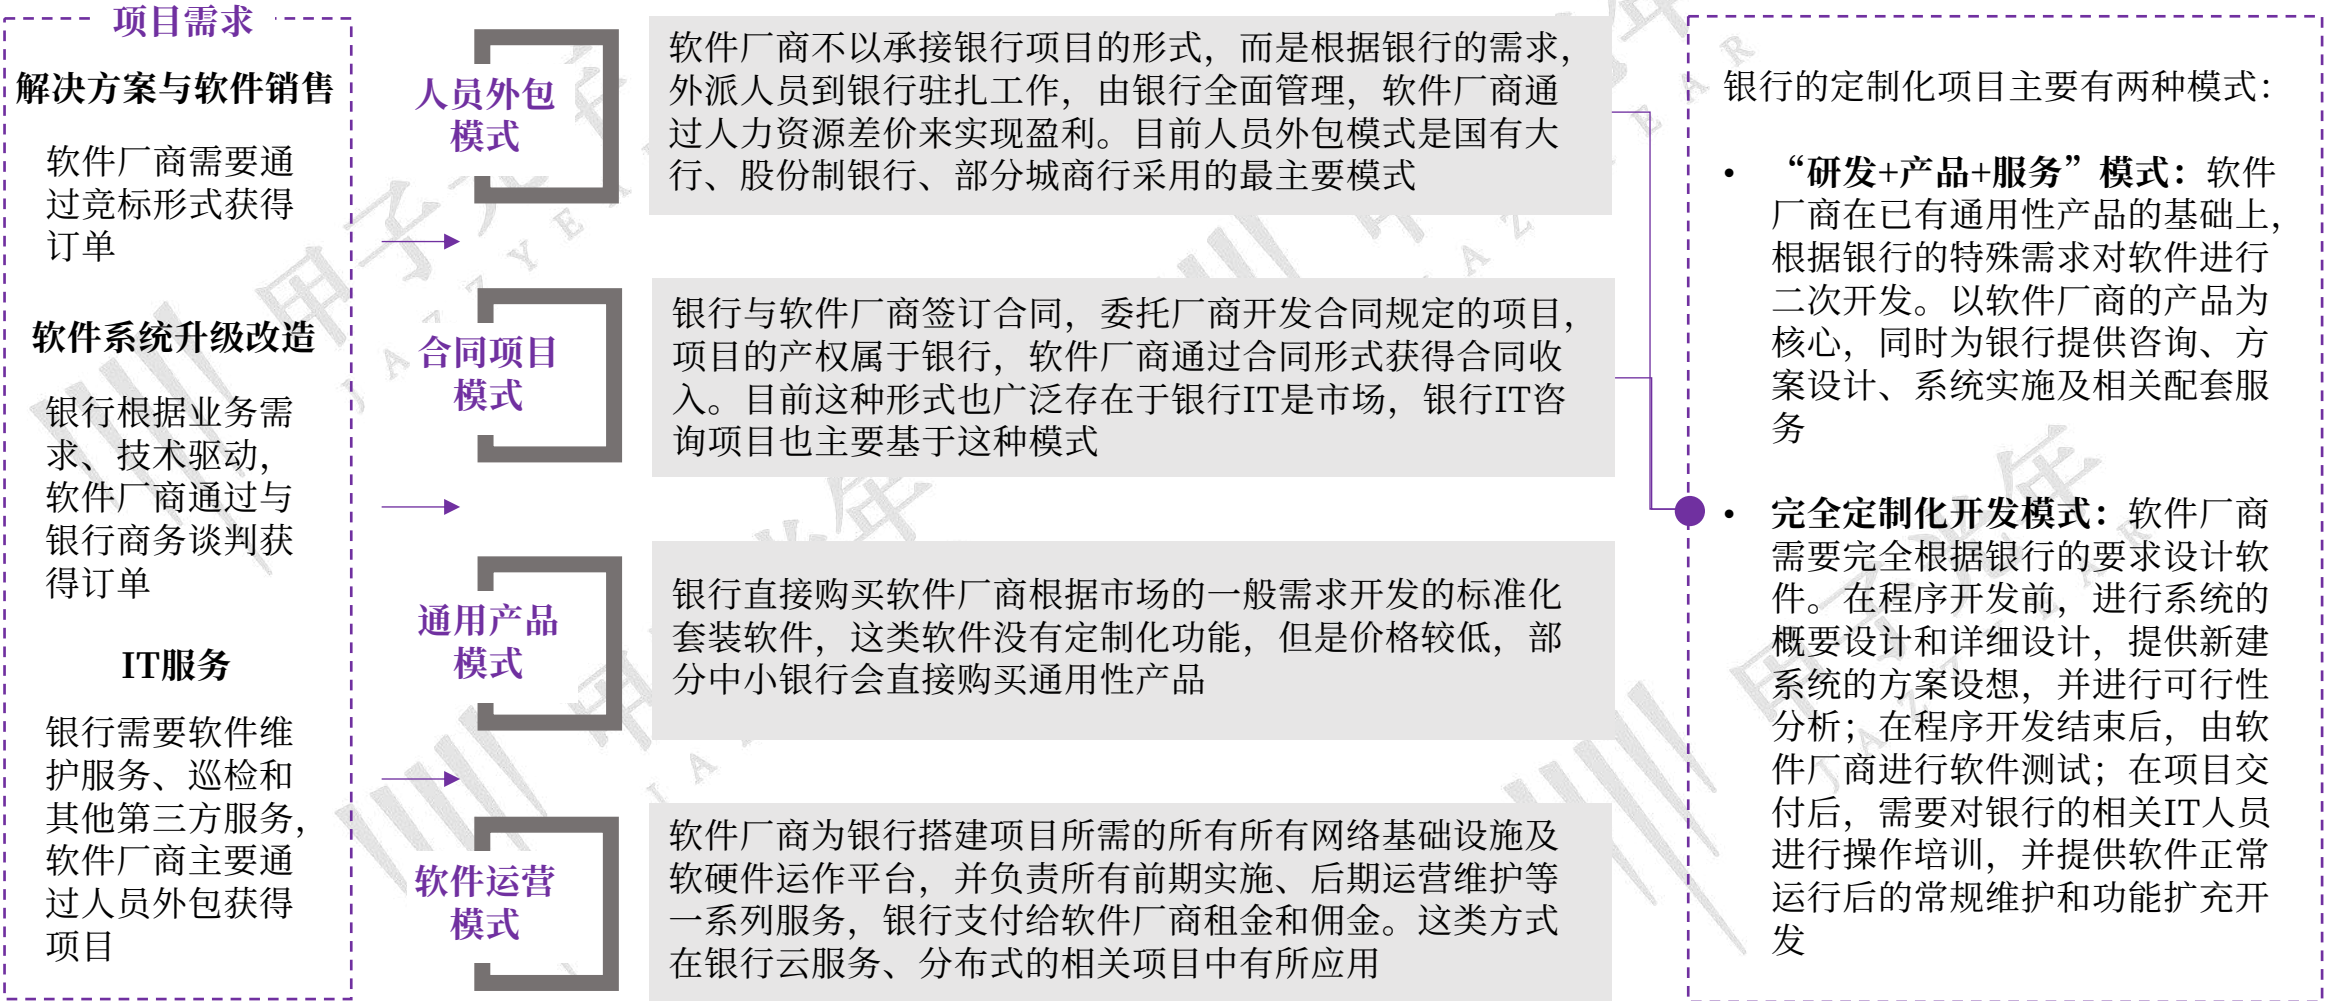 项目需求
解决方案与软件销售
软件厂商需要通
过竞标形式获得
订单
软件系统升级改造
银行根据业务需
求、技术驱动，
软件厂商通过与
银行商务谈判获
得订单
IT服务
银行需要软件维
护服务、巡检和
其他第三方服务，
软件厂商主要通
过人员外包获得
项目
人员外包
模式
软件厂商不以承接银行项目的形式，而是根据银行的需求，
外派人员到银行驻扎工作，由银行全面管理，软件厂商通
过人力资源差价来实现盈利。目前人员外包模式是国有大
行、股份制银行、部分城商行采用的最主要模式
合同项目
模式
银行与软件厂商签订合同，委托厂商开发合同规定的项目，
项目的产权属于银行，软件厂商通过合同形式获得合同收
入。目前这种形式也广泛存在于银行IT是市场，银行IT咨
询项目也主要基于这种模式
通用产品
模式
银行直接购买软件厂商根据市场的一般需求开发的标准化
套装软件，这类软件没有定制化功能，但是价格较低，部
分中小银行会直接购买通用性产品
软件运营
模式
软件厂商为银行搭建项目所需的所有所有网络基础设施及
软硬件运作平台，并负责所有前期实施、后期运营维护等
一系列服务，银行支付给软件厂商租金和佣金。这类方式
在银行云服务、分布式的相关项目中有所应用
银行的定制化项目主要有两种模式：
• “研发+产品+服务”模式：软件
厂商在已有通用性产品的基础上，
根据银行的特殊需求对软件进行
二次开发。以软件厂商的产品为
核心，同时为银行提供咨询、方
案设计、系统实施及相关配套服
务
• 完全定制化开发模式：软件厂商
需要完全根据银行的要求设计软
件。在程序开发前，进行系统的
概要设计和详细设计，提供新建
系统的方案设想，并进行可行性
分析；在程序开发结束后，由软
件厂商进行软件测试；在项目交
付后，需要对银行的相关IT人员
进行操作培训，并提供软件正常
运行后的常规维护和功能扩充开
发
甲子光年
JAZZYEAR